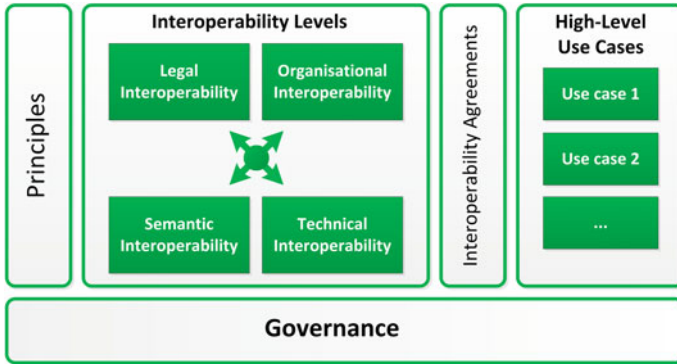 Principles
Interoperability Levels
Legal
Interoperability
Organisational
Interoperability
Semantic
Interoperability
Technical
Interoperability
Interoperability Agreements
High-Level
Use Cases
Use case 1
Use case 2
...
Governance